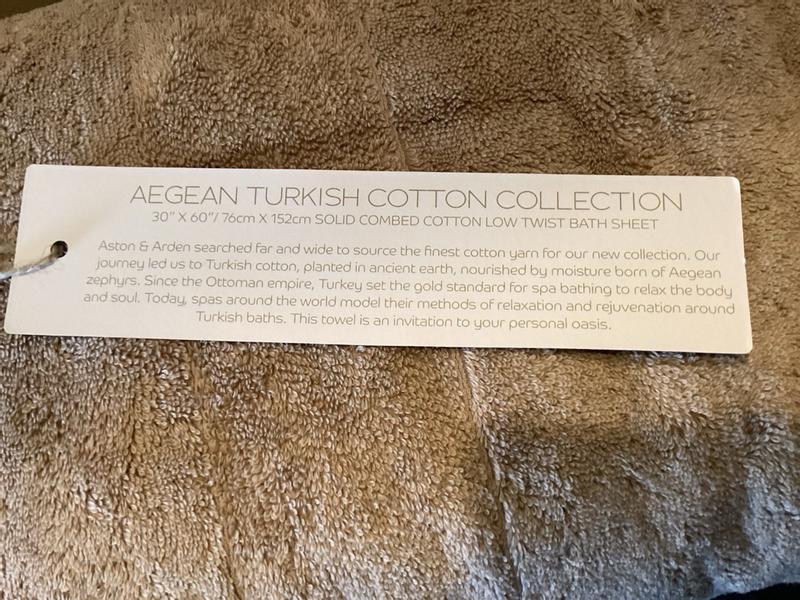 AEGEAN TURKISH COTTON COLLECTION
30" X 60"/ 76cm X 152cm SOLID COMBED COTTON LOW TWIST BATH SHEET
Aston & Arden searched far and wide to source the finest cotton yarn for our new collection. Our
journey led us to Turkish cotton, planted in ancient earth, nourished by moisture born of Aegean
zephyrs. Since the Ottoman empire, Turkey set the gold standard for spa bathing to relax the body
and soul. Today, spas around the world model their methods of relaxation and rejuvenation around
Turkish baths. This towel is an invitation to your personal oasis.